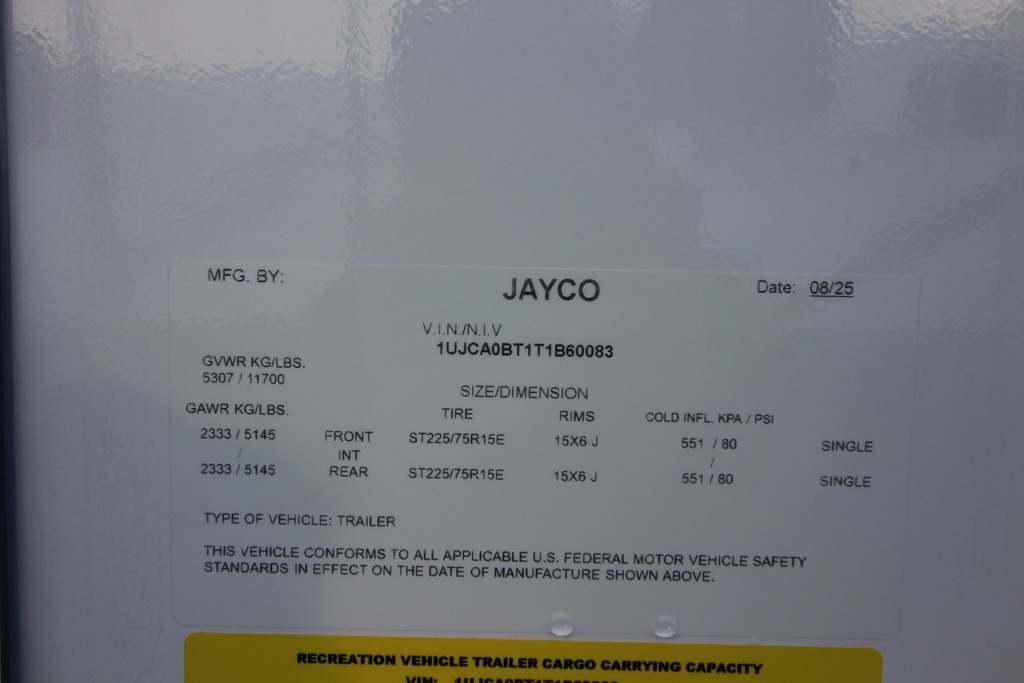 MFG. BY: JAYCO Date: 08/25
V.I.N./N.I.V
1UJCA0BT1T1B60083
GVWR KG/LBS.
5307 / 11700
SIZE/DIMENSION
GAWR KG/LBS. TIRE RIMS COLD INFL. KPA / PSI
2333 / 5145 FRONT ST225/75R15E 15X6 J 551 / 80 SINGLE
/ INT /
2333 / 5145 REAR ST225/75R15E 15X6 J 551 / 80 SINGLE
TYPE OF VEHICLE: TRAILER
THIS VEHICLE CONFORMS TO ALL APPLICABLE U.S. FEDERAL MOTOR VEHICLE SAFETY
STANDARDS IN EFFECT ON THE DATE OF MANUFACTURE SHOWN ABOVE.
RECREATION VEHICLE TRAILER CARGO CARRYING CAPACITY
VIN: